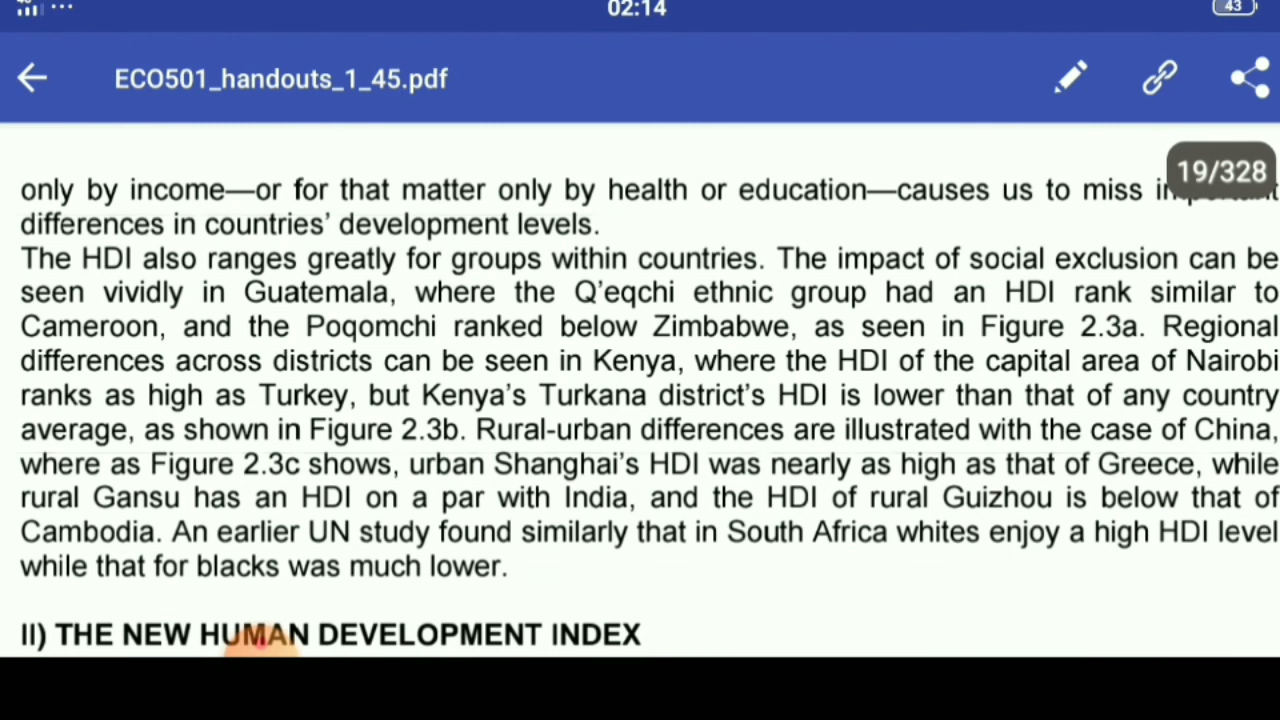 02:14
43
ECO501_handouts_1_45.pdf
19/328
only by income—or for that matter only by health or education—causes us to miss
differences in countries' development levels.
The HDI also ranges greatly for groups within countries. The impact of social exclusion can be
seen vividly in Guatemala, where the Q'eqchi ethnic group had an HDI rank similar to
Cameroon, and the Poqomchi ranked below Zimbabwe, as seen in Figure 2.3a. Regional
differences across districts can be seen in Kenya, where the HDI of the capital area of Nairobi
ranks as high as Turkey, but Kenya's Turkana district's HDI is lower than that of any country
average, as shown in Figure 2.3b. Rural-urban differences are illustrated with the case of China,
where as Figure 2.3c shows, urban Shanghai's HDI was nearly as high as that of Greece, while
rural Gansu has an HDI on a par with India, and the HDI of rural Guizhou is below that of
Cambodia. An earlier UN study found similarly that in South Africa whites enjoy a high HDI level
while that for blacks was much lower.
II) THE NEW HUMAN DEVELOPMENT INDEX